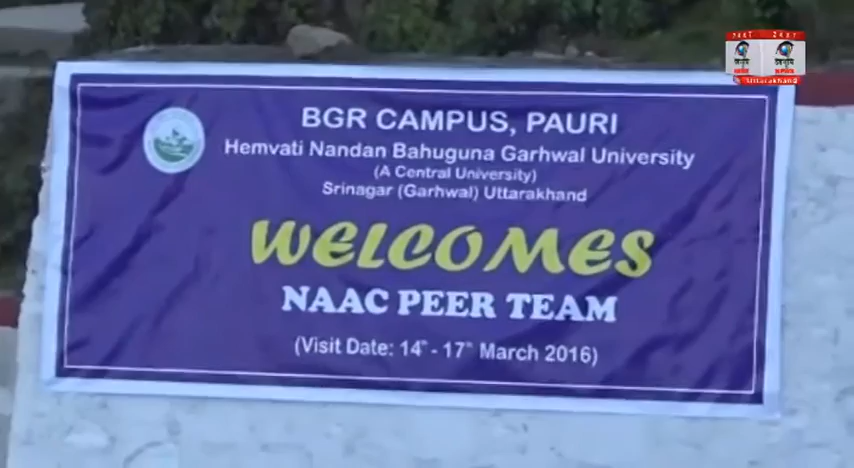 BGR CAMPUS, PAURI
Hemvati Nandan Bahuguna Garhwal University
(A Central University)
Srinagar (Garhwal) Uttarakhand
WELCOMES
NAAC PEER TEAM
(Visit Date: 14th - 17th March 2016)
Uttarakhand